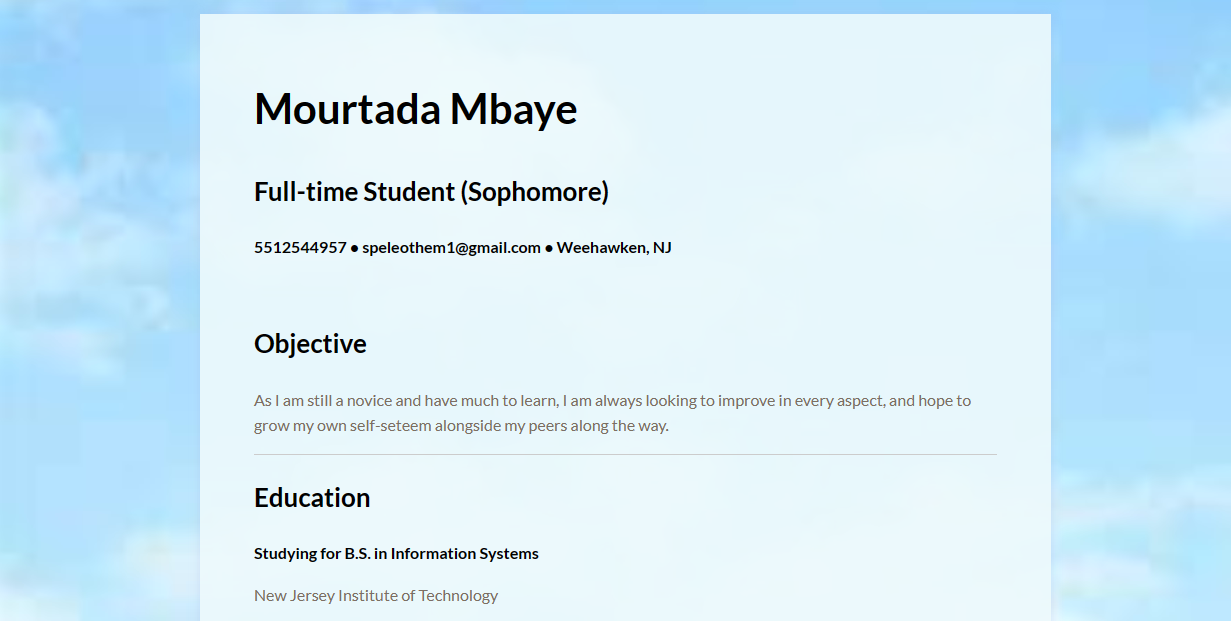 Mourtada Mbaye
Full-time Student (Sophomore)
5512544957 ● speleothem1@gmail.com ● Weehawken, NJ
Objective
As I am still a novice and have much to learn, I am always looking to improve in every aspect, and hope to
grow my own self-seteem alongside my peers along the way.
Education
Studying for B.S. in Information Systems
New Jersey Institute of Technology